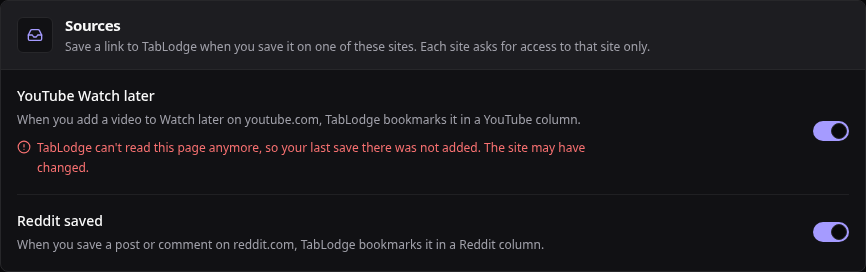 Sources
Save a link to TabLodge when you save it on one of these sites. Each site asks for access to that site only.
YouTube Watch later
When you add a video to Watch later on youtube.com, TabLodge bookmarks it in a YouTube column.
TabLodge can't read this page anymore, so your last save there was not added. The site may have
changed.
Reddit saved
When you save a post or comment on reddit.com, TabLodge bookmarks it in a Reddit column.